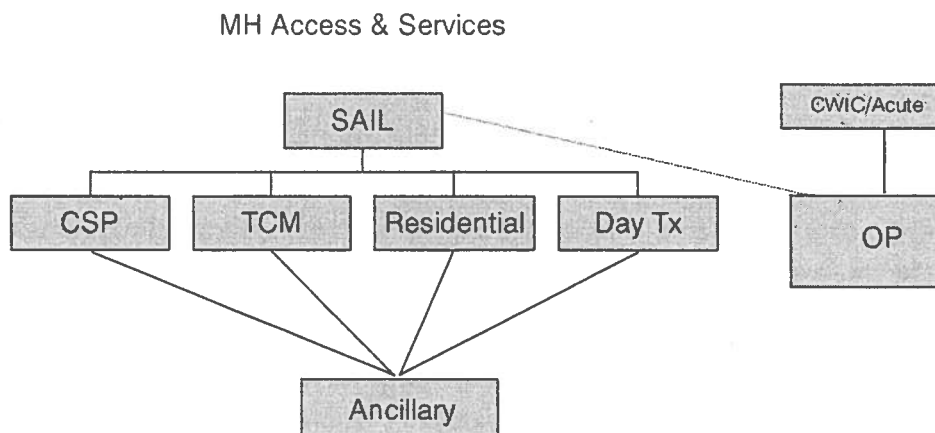 MH Access & Services
SAIL
CWIC/Acute
CSP
TCM
Residential
Day Tx
OP
Ancillary